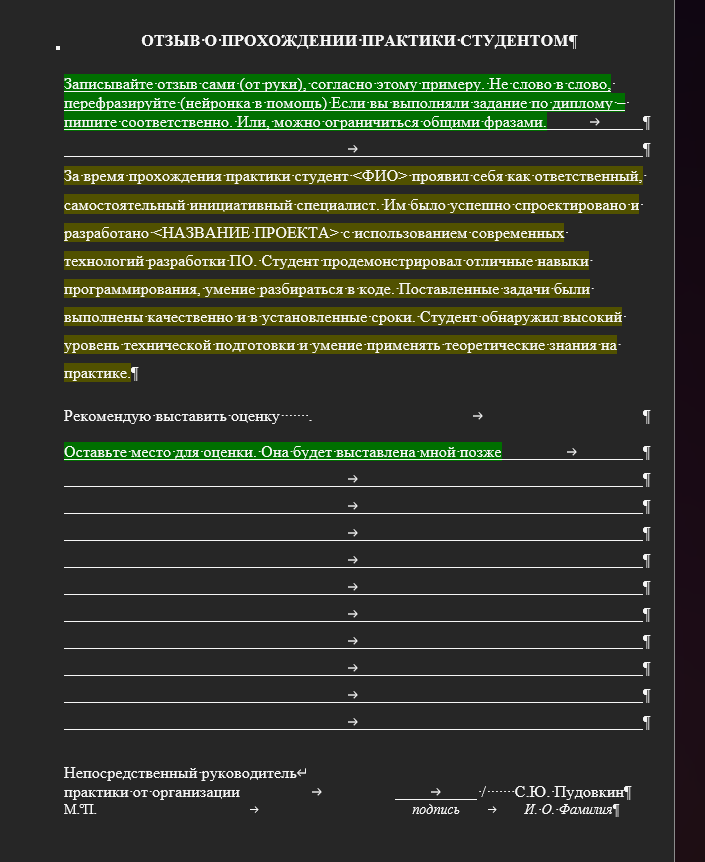 ОТЗЫВ О ПРОХОЖДЕНИИ ПРАКТИКИ СТУДЕНТОМ
Записывайте отзыв сами (от руки), согласно этому примеру. Не слово в слово,
перефразируйте (нейронка в помощь) Если вы выполняли задание по диплому –
пишите соответственно. Или, можно ограничиться общими фразами.
За время прохождения практики студент <ФИО> проявил себя как ответственный,
самостоятельный инициативный специалист. Им было успешно спроектировано и
разработано <НАЗВАНИЕ ПРОЕКТА> с использованием современных
технологий разработки ПО. Студент продемонстрировал отличные навыки
программирования, умение разбираться в коде. Поставленные задачи были
выполнены качественно и в установленные сроки. Студент обнаружил высокий
уровень технической подготовки и умение применять теоретические знания на
практике.
Рекомендую выставить оценку .
Оставьте место для оценки. Она будет выставлена мной позже
Непосредственный руководитель
практики от организации / С.Ю. Пудовкин
М.П. подпись И. О. Фамилия